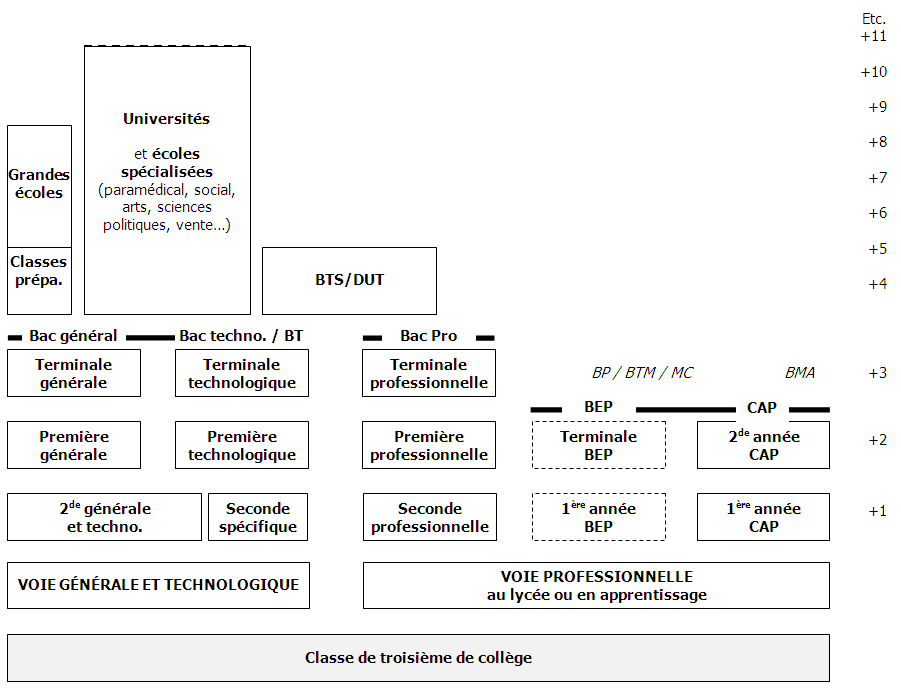 Etc.
+11
+10
+9
+8
+7
+6
+5
+4
Universités
et écoles
spécialisées
(paramédical, social,
arts, sciences
politiques, vente...)
Grandes
écoles
Classes
prépa.
BTS/DUT
Bac général
Bac techno. / BT
Bac Pro
Terminale
générale
Terminale
technologique
Terminale
professionnelle
BP / BTM / MC
BMA
+3
BEP
CAP
Première
générale
Première
technologique
Première
professionnelle
Terminale
BEP
2de année
CAP
+2
2de générale
et techno.
Seconde
spécifique
Seconde
professionnelle
1ère année
BEP
1ère année
CAP
+1
VOIE GÉNÉRALE ET TECHNOLOGIQUE
VOIE PROFESSIONNELLE
au lycée ou en apprentissage
Classe de troisième de collège